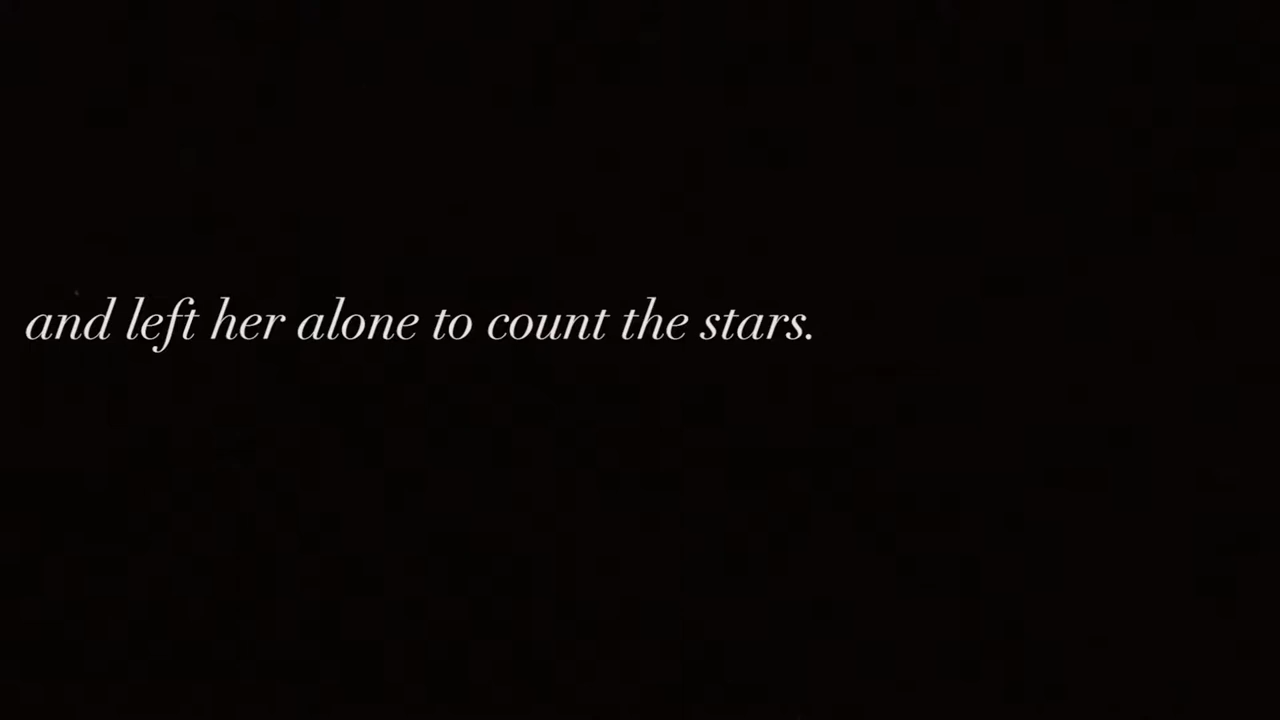 and left her alone to count the stars.